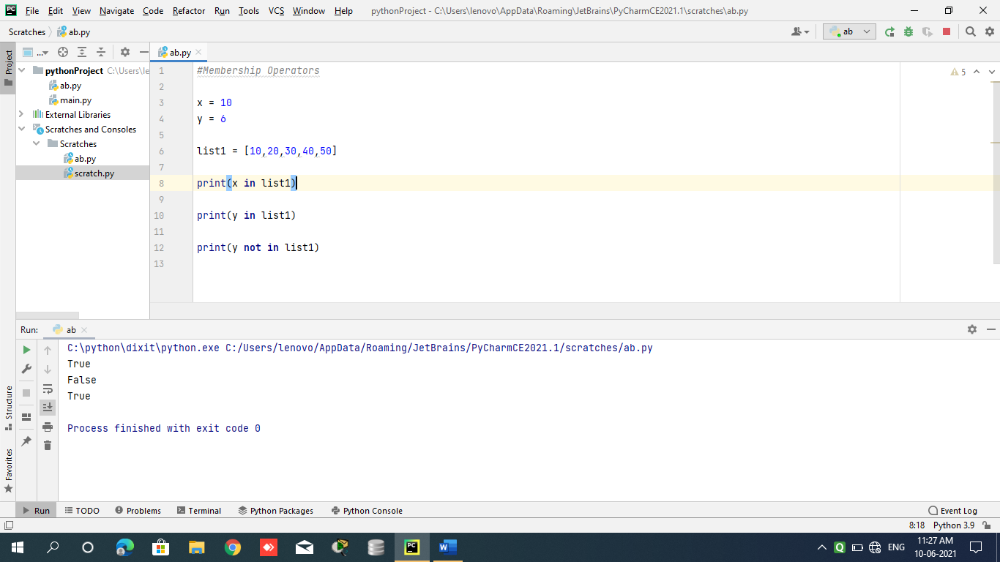 PC File Edit View Navigate Code Refactor Run Tools VCS Window Help pythonProject - C:\Users\lenovo\AppData\Roaming\JetBrains\PyCharmCE2021.1\scratches\ab.py
Scratches ab.py ab
Project
... ab.py
pythonProject C:\Users\le
ab.py
main.py
External Libraries
Scratches and Consoles
Scratches
ab.py
scratch.py
5
1 #Membership Operators
2
3 x = 10
4 y = 6
5
6 list1 = [10,20,30,40,50]
7
8 print(x in list1)
9
10 print(y in list1)
11
12 print(y not in list1)
13
Run: ab
C:\python\dixit\python.exe C:/Users/lenovo/AppData/Roaming/JetBrains/PyCharmCE2021.1/scratches/ab.py
True
False
True
Process finished with exit code 0
Structure
Favorites
Run TODO Problems Terminal Python Packages Python Console Event Log
8:18 Python 3.9
PC W Q ENG 11:27 AM
10-06-2021